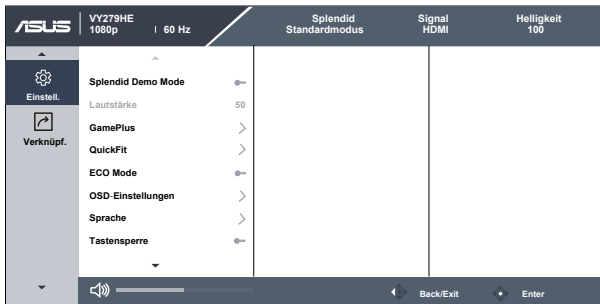 ASUS
VY279HE
1080p 60 Hz
Splendid
Standardmodus
Signal
HDMI
Helligkeit
100
Einstell.
Verknüpf.
Splendid Demo Mode
Lautstärke 50
GamePlus
QuickFit
ECO Mode
OSD-Einstellungen
Sprache
Tastensperre
Back/Exit
Enter